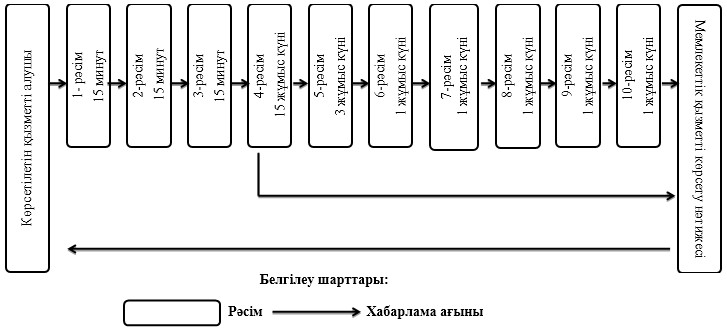 Көрсетілетін қызметті алушы
1- рәсім
15 минут
2-рәсім
15 минут
3-рәсім
15 минут
4-рәсім
15 жұмыс күні
5-рәсім
3 жұмыс күні
6-рәсім
1 жұмыс күні
7-рәсім
1 жұмыс күні
8-рәсім
1 жұмыс күні
9-рәсім
1 жұмыс күні
10-рәсім
1 жұмыс күні
Мемлекеттік қызметті көрсету нәтижесі
Белгілеу шарттары:
Рәсім
Хабарлама ағыны